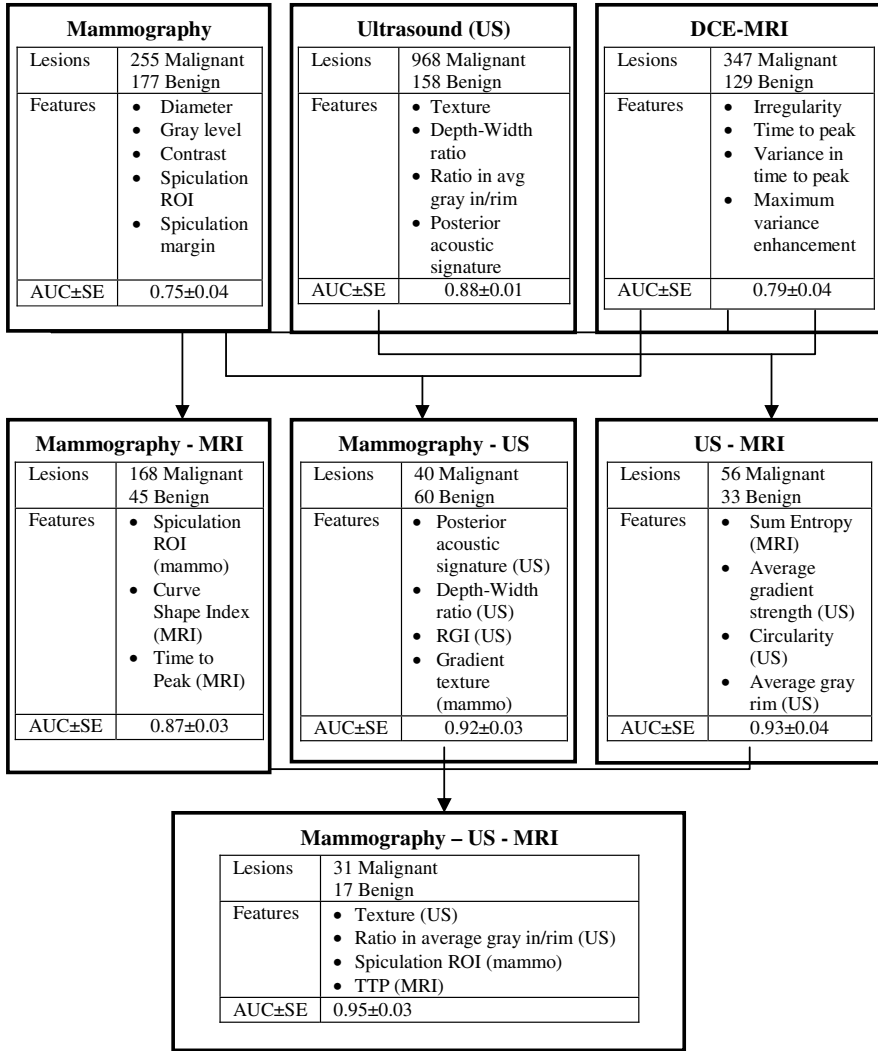 Mammography
Lesions
255 Malignant
177 Benign
Features
• Diameter
• Gray level
• Contrast
• Spiculation
ROI
• Spiculation
margin
AUC±SE
0.75±0.04
Ultrasound (US)
Lesions
968 Malignant
158 Benign
Features
• Texture
• Depth-Width
ratio
• Ratio in avg
gray in/rim
• Posterior
acoustic
signature
AUC±SE
0.88±0.01
DCE-MRI
Lesions
347 Malignant
129 Benign
Features
• Irregularity
• Time to peak
• Variance in
time to peak
• Maximum
variance
enhancement
AUC±SE
0.79±0.04
Mammography - MRI
Lesions
168 Malignant
45 Benign
Features
• Spiculation
ROI
(mammo)
• Curve
Shape Index
(MRI)
• Time to
Peak (MRI)
AUC±SE
0.87±0.03
Mammography - US
Lesions
40 Malignant
60 Benign
Features
• Posterior
acoustic
signature (US)
• Depth-Width
ratio (US)
• RGI (US)
• Gradient
texture
(mammo)
AUC±SE
0.92±0.03
US - MRI
Lesions
56 Malignant
33 Benign
Features
• Sum Entropy
(MRI)
• Average
gradient
strength (US)
• Circularity
(US)
• Average gray
rim (US)
AUC±SE
0.93±0.04
Mammography – US - MRI
Lesions
31 Malignant
17 Benign
Features
• Texture (US)
• Ratio in average gray in/rim (US)
• Spiculation ROI (mammo)
• TTP (MRI)
AUC±SE
0.95±0.03